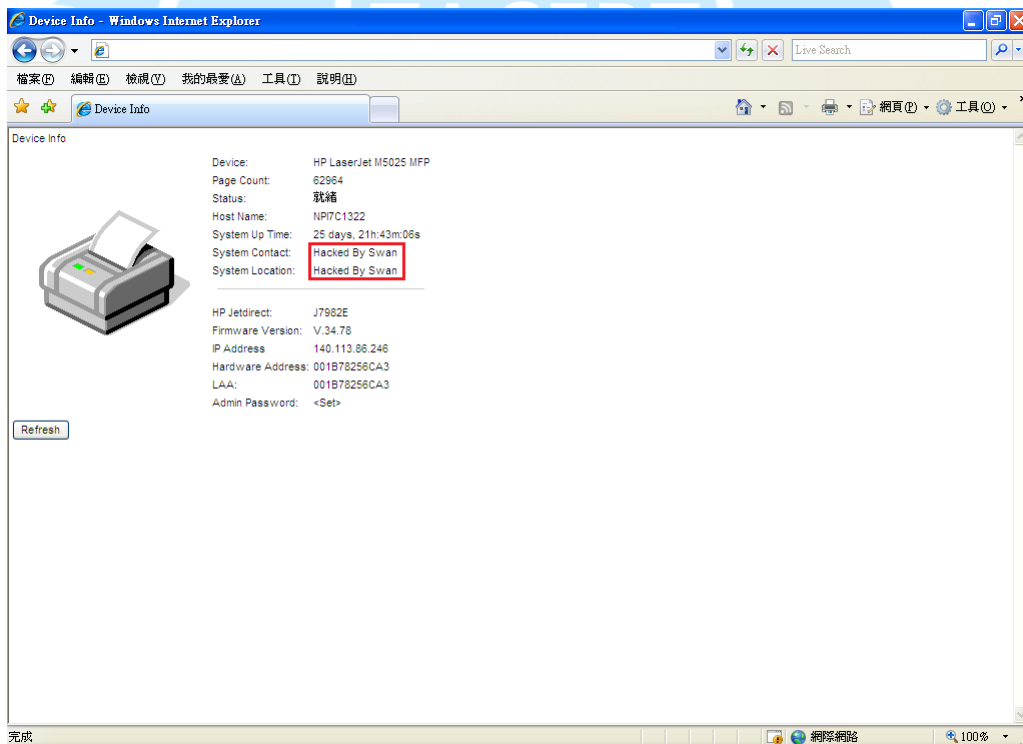 Device Info - Windows Internet Explorer
Live Search
檔案(F) 編輯(E) 檢視(V) 我的最愛(A) 工具(T) 說明(H)
Device Info
網頁(P) 工具(O)
Device Info
Device: HP LaserJet M5025 MFP
Page Count: 62964
Status: 就緒
Host Name: NPI7C1322
System Up Time: 25 days, 21h:43m:06s
System Contact: Hacked By Swan
System Location: Hacked By Swan
HP Jetdirect: J7982E
Firmware Version: V.34.78
IP Address 140.113.86.246
Hardware Address: 001B78256CA3
LAA: 001B78256CA3
Admin Password: <Set>
Refresh
完成 網際網路 100%